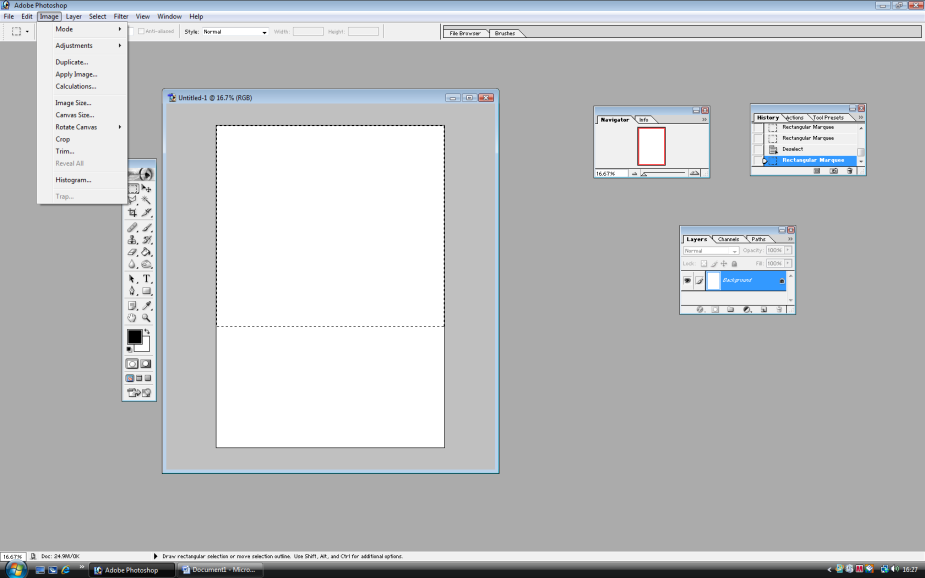 Adobe Photoshop
File Edit Image Layer Select Filter View Window Help
Anti-aliased Style: Normal Width: Height:
File Browser Brushes
Mode
Adjustments
Duplicate...
Apply Image...
Calculations...
Image Size...
Canvas Size...
Rotate Canvas
Crop
Trim...
Reveal All
Histogram...
Trap...
Untitled-1 @ 16.7% (RGB)
Navigator Info
16.67%
History Actions Tool Presets
Rectangular Marquee
Rectangular Marquee
Deselect
Rectangular Marquee
Layers Channels Paths
Normal Opacity: 100%
Lock: Fill: 100%
Background
16.67% Doc: 24.9M/0K Draw rectangular selection or move selection outline. Use Shift, Alt, and Ctrl for additional options.
Adobe Photoshop Document1 - Micro... 16:27